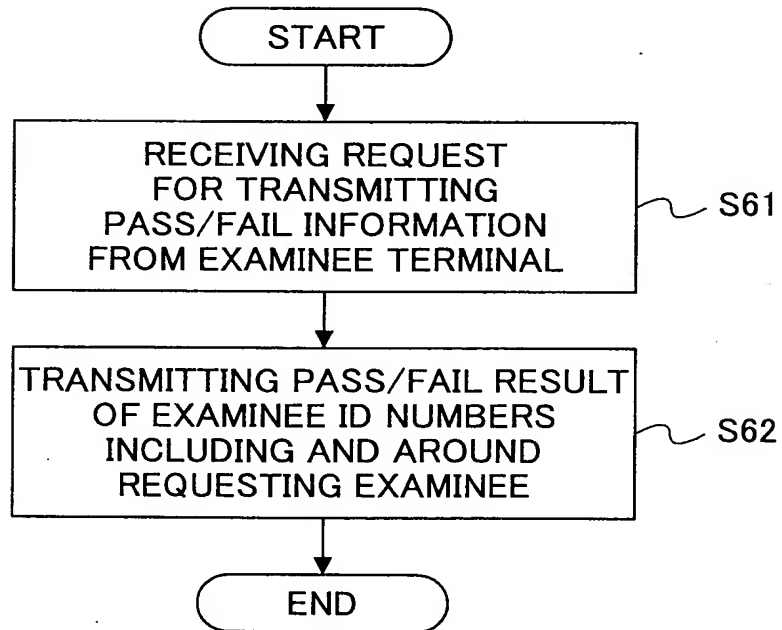 START
RECEIVING REQUEST
FOR TRANSMITTING
PASS/FAIL INFORMATION
FROM EXAMINEE TERMINAL
S61
TRANSMITTING PASS/FAIL RESULT
OF EXAMINEE ID NUMBERS
INCLUDING AND AROUND
REQUESTING EXAMINEE
S62
END